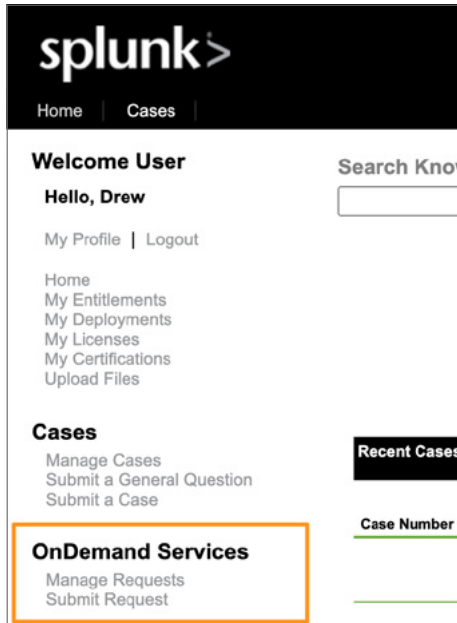 splunk>
Home Cases
Welcome User
Hello, Drew
My Profile | Logout
Home
My Entitlements
My Deployments
My Licenses
My Certifications
Upload Files
Cases
Manage Cases
Submit a General Question
Submit a Case
OnDemand Services
Manage Requests
Submit Request
Search Know
Recent Cases
Case Number